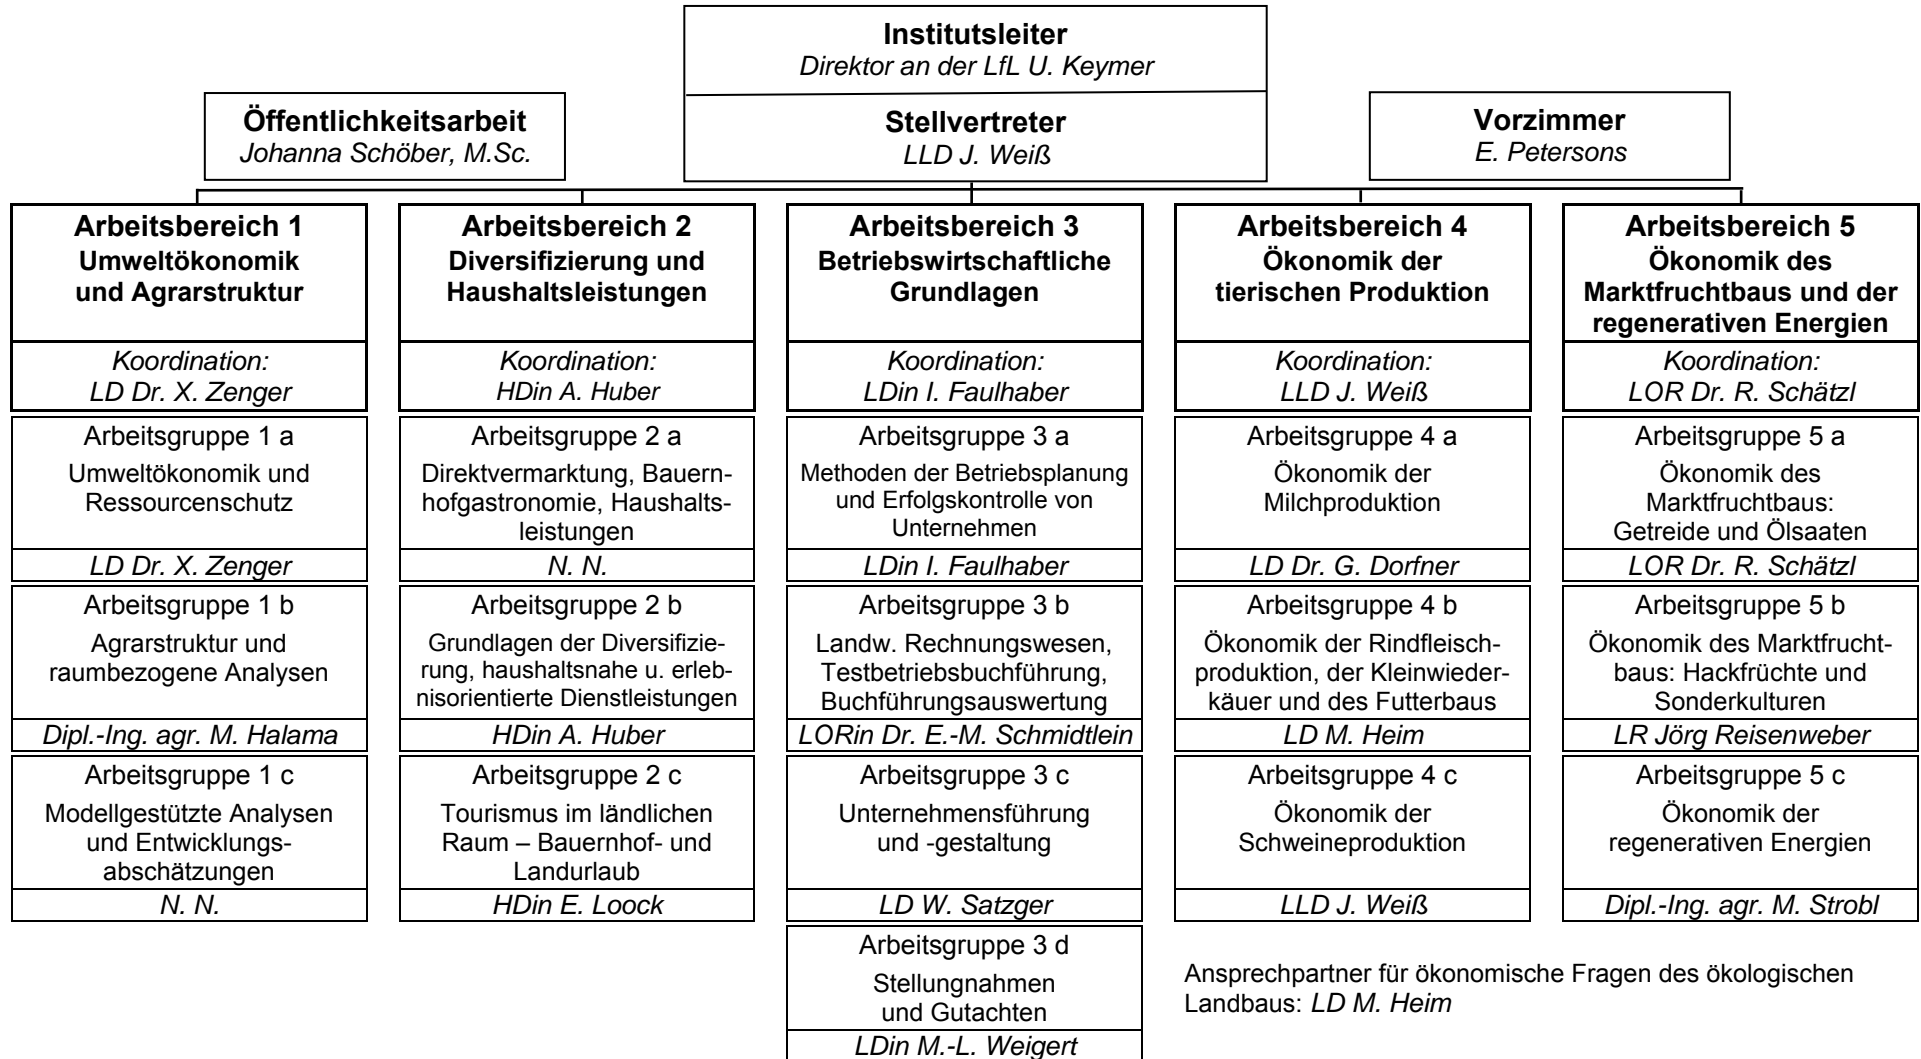 Institutsleiter
Direktor an der LfL U. Keymer
Stellvertreter
LLD J. Weiß
Öffentlichkeitsarbeit
Johanna Schöber, M.Sc.
Vorzimmer
E. Petersons
Arbeitsbereich 1
Umweltökonomik
und Agrarstruktur
Koordination:
LD Dr. X. Zenger
Arbeitsgruppe 1 a
Umweltökonomik und
Ressourcenschutz
LD Dr. X. Zenger
Arbeitsgruppe 1 b
Agrarstruktur und
raumbezogene Analysen
Dipl.-Ing. agr. M. Halama
Arbeitsgruppe 1 c
Modellgestützte Analysen
und Entwicklungs-
abschätzungen
N. N.
Arbeitsbereich 2
Diversifizierung und
Haushaltsleistungen
Koordination:
HDin A. Huber
Arbeitsgruppe 2 a
Direktvermarktung, Bauern-
hofgastronomie, Haushalts-
leistungen
N. N.
Arbeitsgruppe 2 b
Grundlagen der Diversifizie-
rung, haushaltsnahe u. erleb-
nisorientierte Dienstleistungen
HDin A. Huber
Arbeitsgruppe 2 c
Tourismus im ländlichen
Raum – Bauernhof- und
Landurlaub
HDin E. Loock
Arbeitsbereich 3
Betriebswirtschaftliche
Grundlagen
Koordination:
LDin I. Faulhaber
Arbeitsgruppe 3 a
Methoden der Betriebsplanung
und Erfolgskontrolle von
Unternehmen
LDin I. Faulhaber
Arbeitsgruppe 3 b
Landw. Rechnungswesen,
Testbetriebsbuchführung,
Buchführungsauswertung
LORin Dr. E.-M. Schmidtlein
Arbeitsgruppe 3 c
Unternehmensführung
und -gestaltung
LD W. Satzger
Arbeitsgruppe 3 d
Stellungnahmen
und Gutachten
LDin M.-L. Weigert
Arbeitsbereich 4
Ökonomik der
tierischen Produktion
Koordination:
LLD J. Weiß
Arbeitsgruppe 4 a
Ökonomik der
Milchproduktion
LD Dr. G. Dorfner
Arbeitsgruppe 4 b
Ökonomik der Rindfleisch-
produktion, der Kleinwieder-
käuer und des Futterbaus
LD M. Heim
Arbeitsgruppe 4 c
Ökonomik der
Schweineproduktion
LLD J. Weiß
Arbeitsbereich 5
Ökonomik des
Marktfruchtbaus und der
regenerativen Energien
Koordination:
LOR Dr. R. Schätzl
Arbeitsgruppe 5 a
Ökonomik des
Marktfruchtbaus:
Getreide und Ölsaaten
LOR Dr. R. Schätzl
Arbeitsgruppe 5 b
Ökonomik des Marktfrucht-
baus: Hackfrüchte und
Sonderkulturen
LR Jörg Reisenweber
Arbeitsgruppe 5 c
Ökonomik der
regenerativen Energien
Dipl.-Ing. agr. M. Strobl
Ansprechpartner für ökonomische Fragen des ökologischen
Landbaus: LD M. Heim